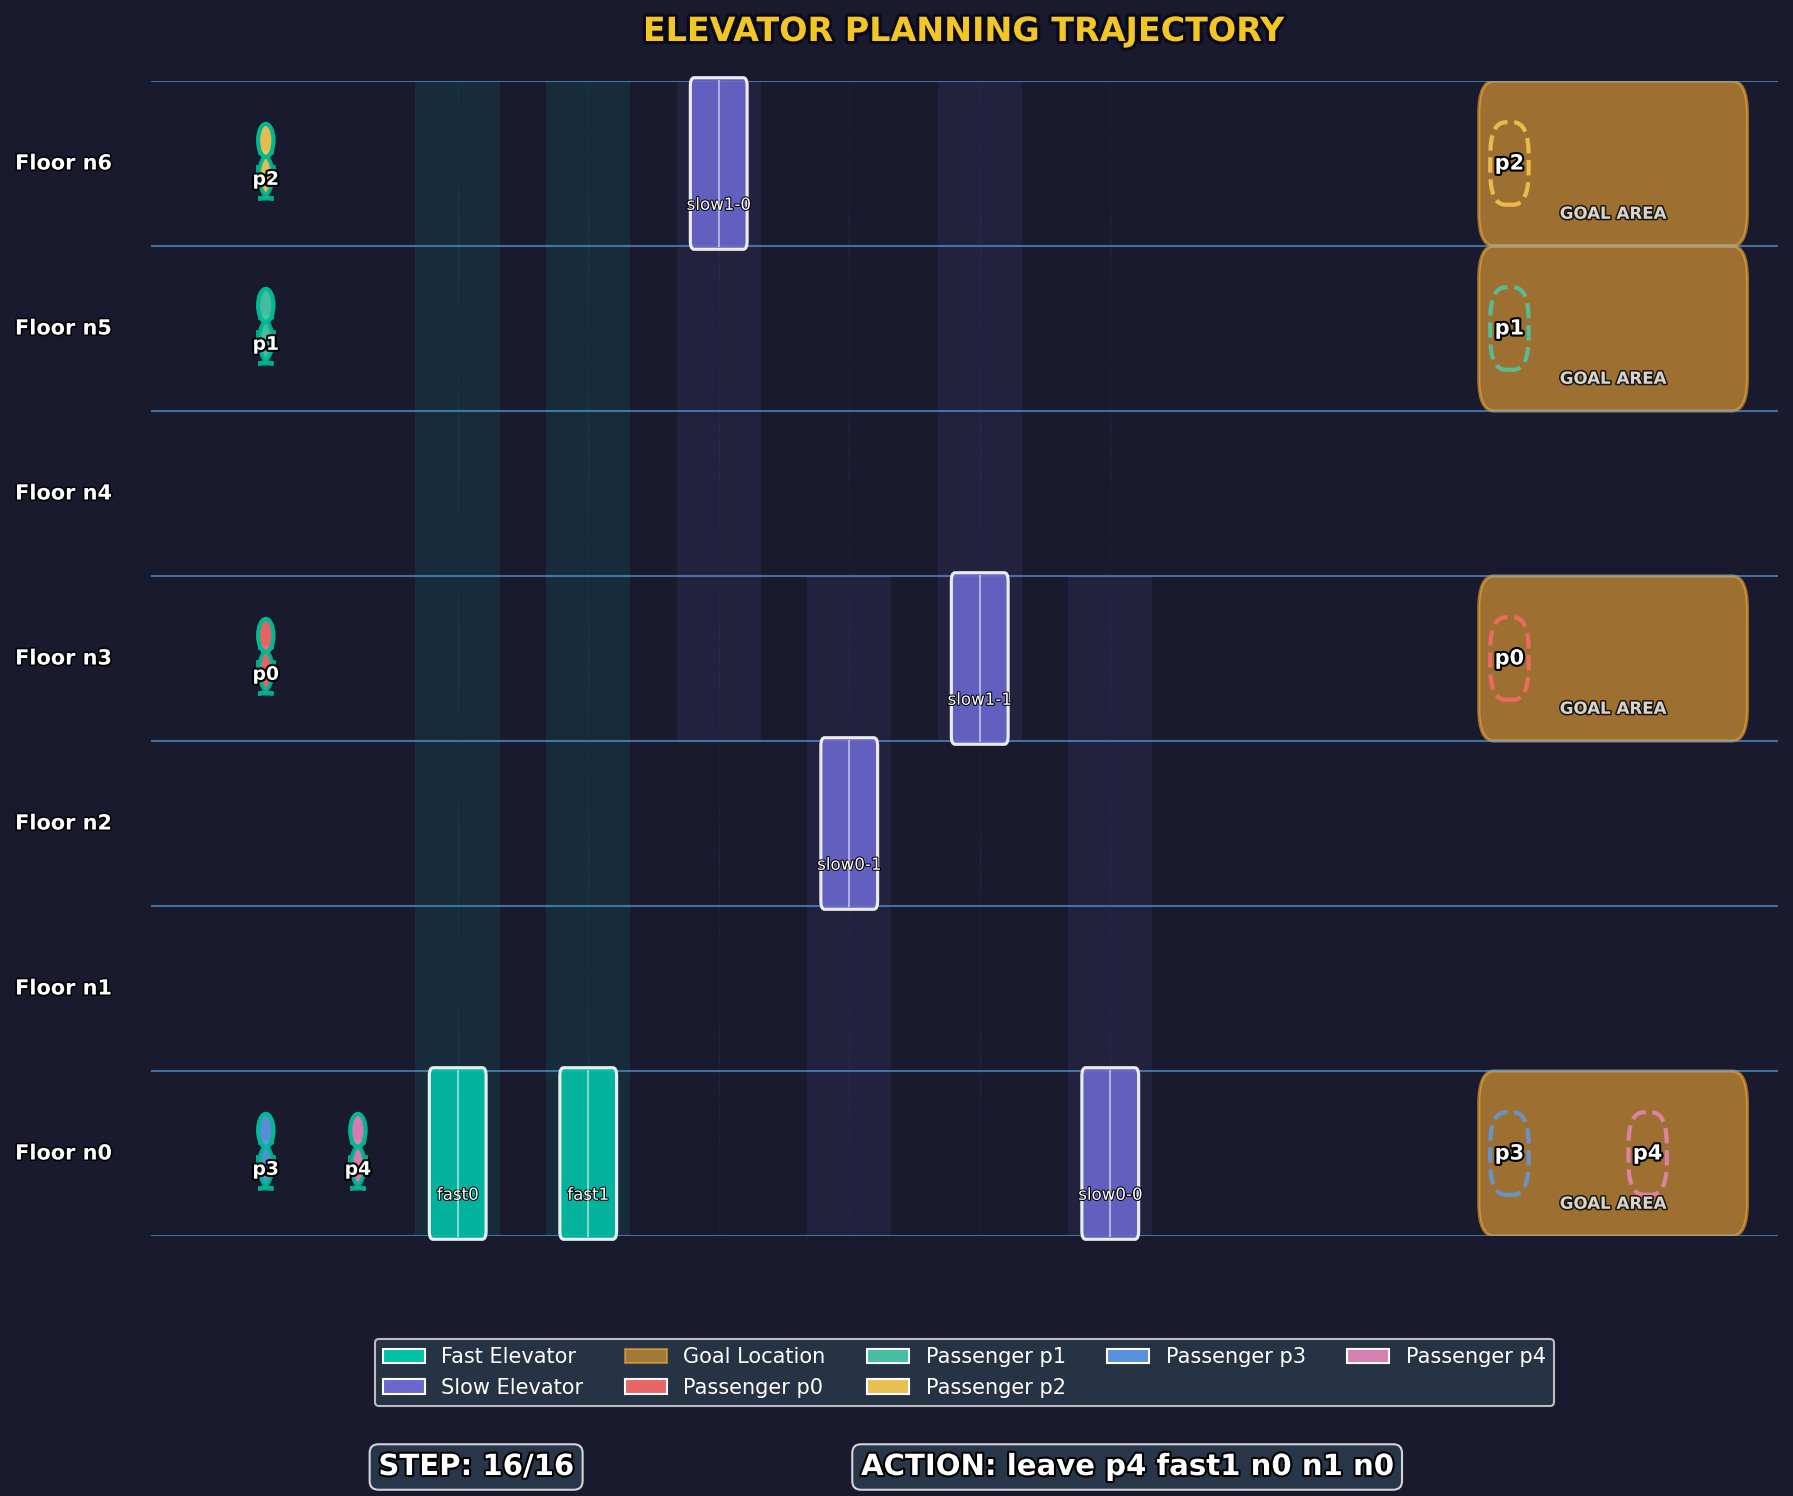 ELEVATOR PLANNING TRAJECTORY
Floor n6
p2
slow1-0
p2
GOAL AREA
Floor n5
p1
p1
GOAL AREA
Floor n4
Floor n3
p0
slow1-1
p0
GOAL AREA
Floor n2
slow0-1
Floor n1
Floor n0
p3
p4
fast0
fast1
slow0-0
p3
p4
GOAL AREA
Fast Elevator
Goal Location
Passenger p1
Passenger p3
Passenger p4
Slow Elevator
Passenger p0
Passenger p2
STEP: 16/16
ACTION: leave p4 fast1 n0 n1 n0